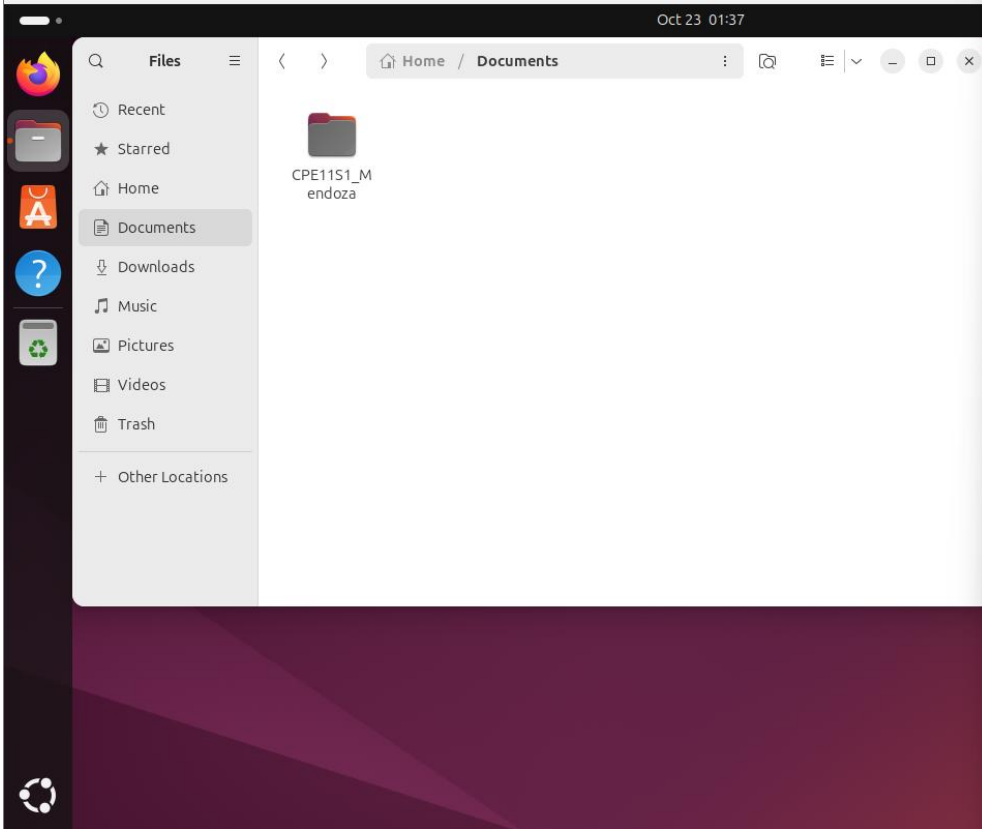 Oct 23 01:37
Files
Home / Documents
Recent
Starred
Home
Documents
Downloads
Music
Pictures
Videos
Trash
Other Locations
CPE11S1_M
endoza